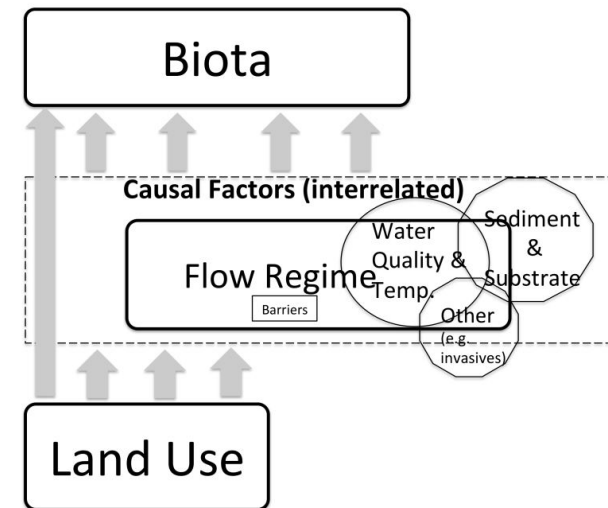 Biota
Causal Factors (interrelated)
Flow Regime
Barriers
Water
Quality &
Temp.
Sediment
&
Substrate
Other
(e.g.
invasives)
Land Use